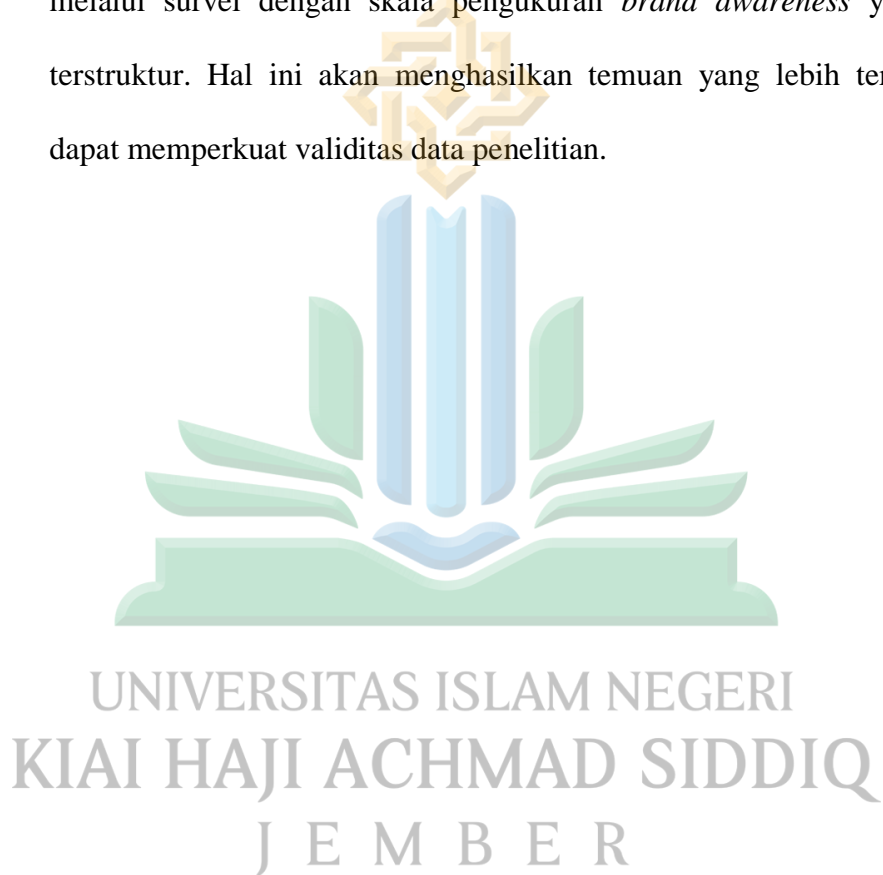 melalui survei dengan skala pengukuran brand awareness y
terstruktur. Hal ini akan menghasilkan temuan yang lebih ter
dapat memperkuat validitas data penelitian.
UNIVERSITAS ISLAM NEGERI
KIAI HAJI ACHMAD SIDDIQ
J E M B E R